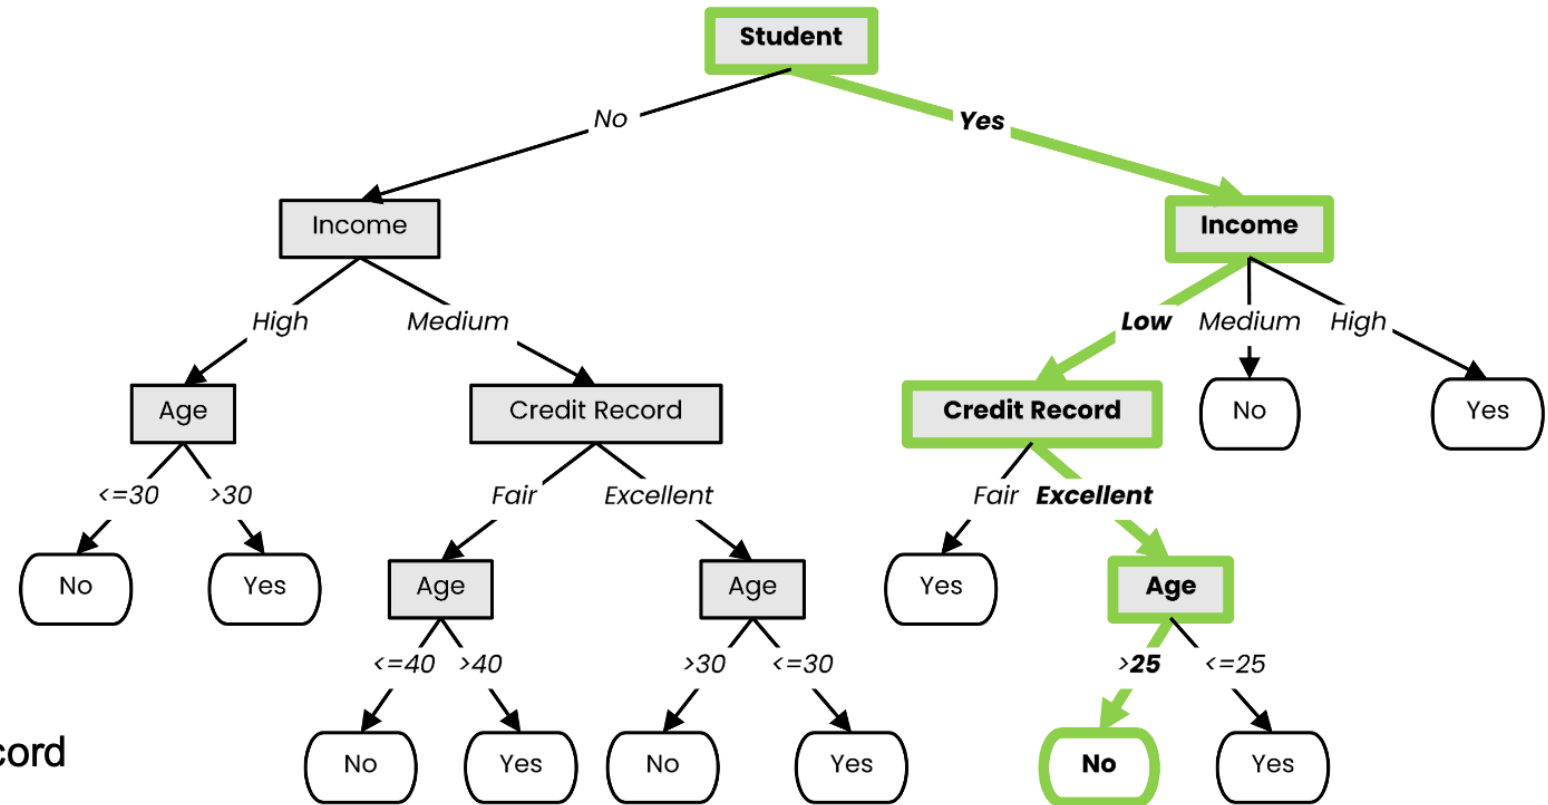 Student
No
Yes
Income
Income
High
Medium
Low
Medium
High
Age
Credit Record
Credit Record
No
Yes
<=30
>30
Fair
Excellent
Fair
Excellent
No
Yes
Age
Age
Yes
Age
<=40
>40
>30
<=30
>25
<=25
cord
No
Yes
No
Yes
No
Yes